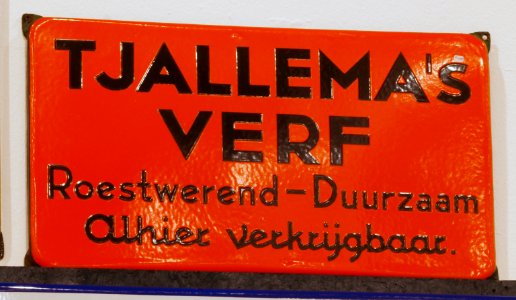 TJALLEMA's
VERF
Roestwerend - Duurzaam
Alhier verkrijgbaar.